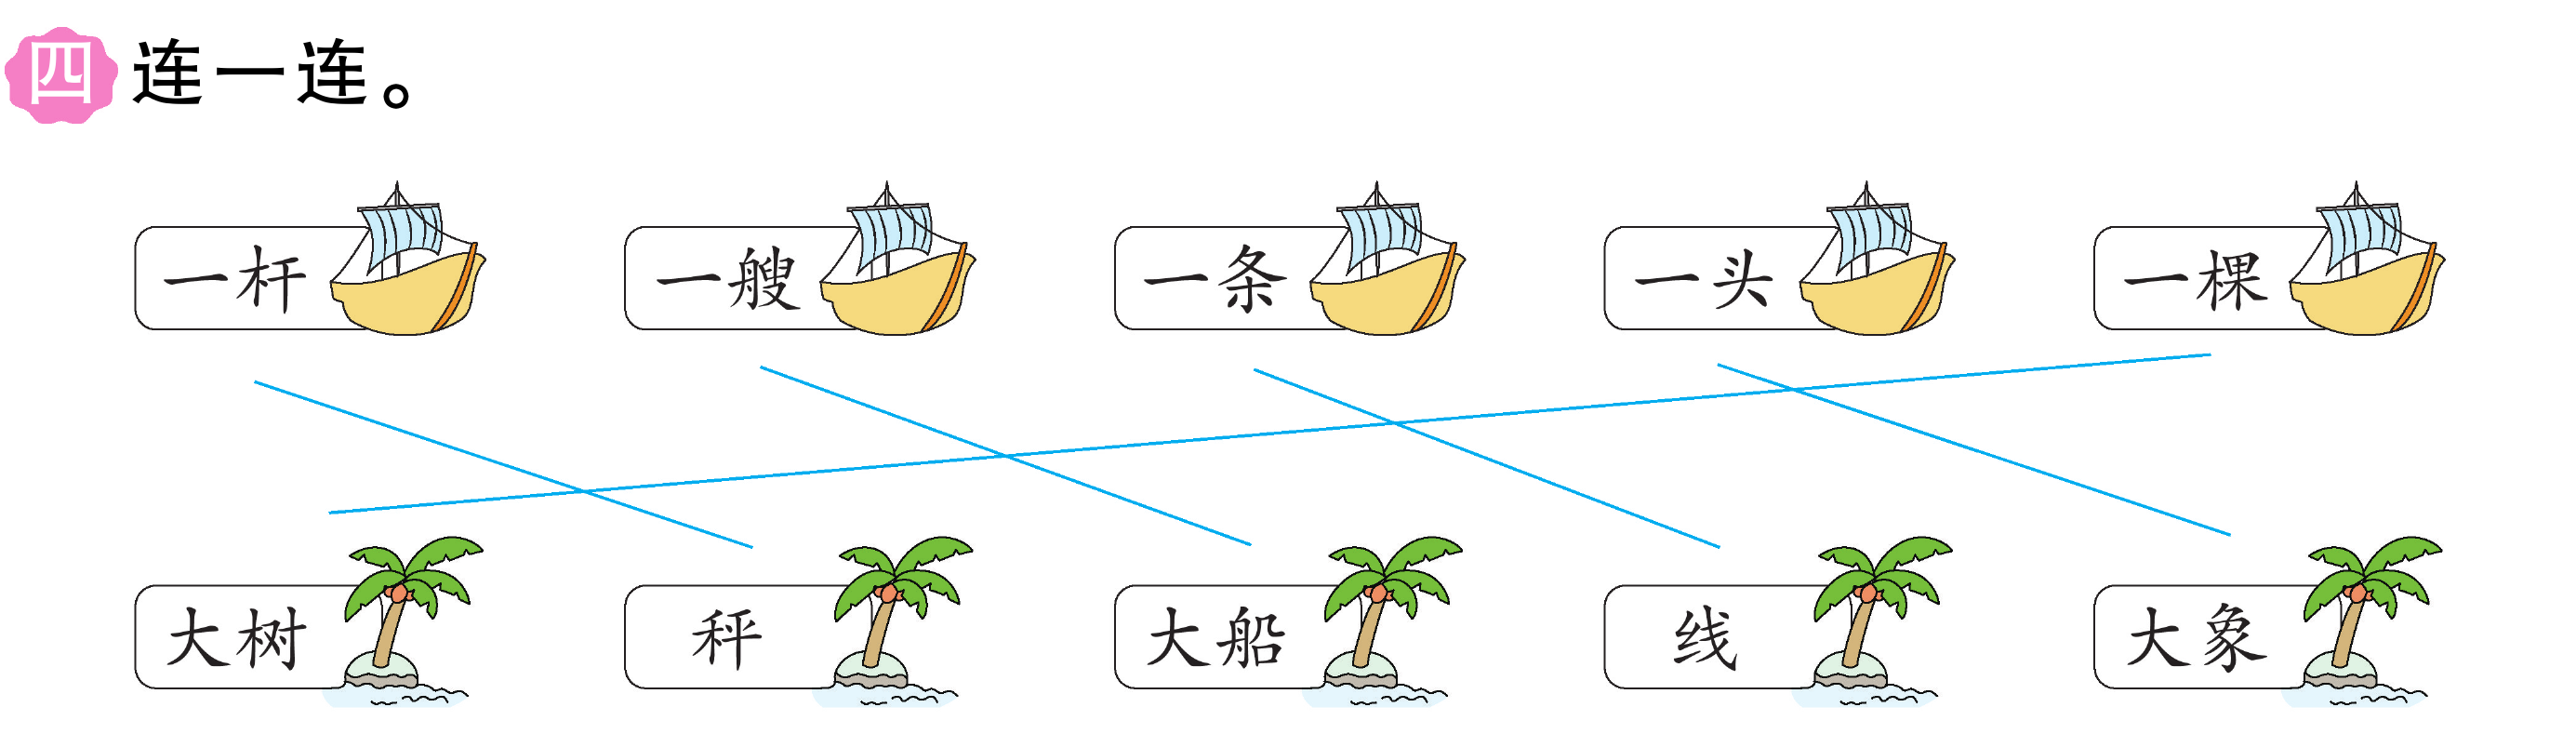 四 连一连。
一杆 一艘 一条 一头 一棵
大树 秤 大船 线 大象